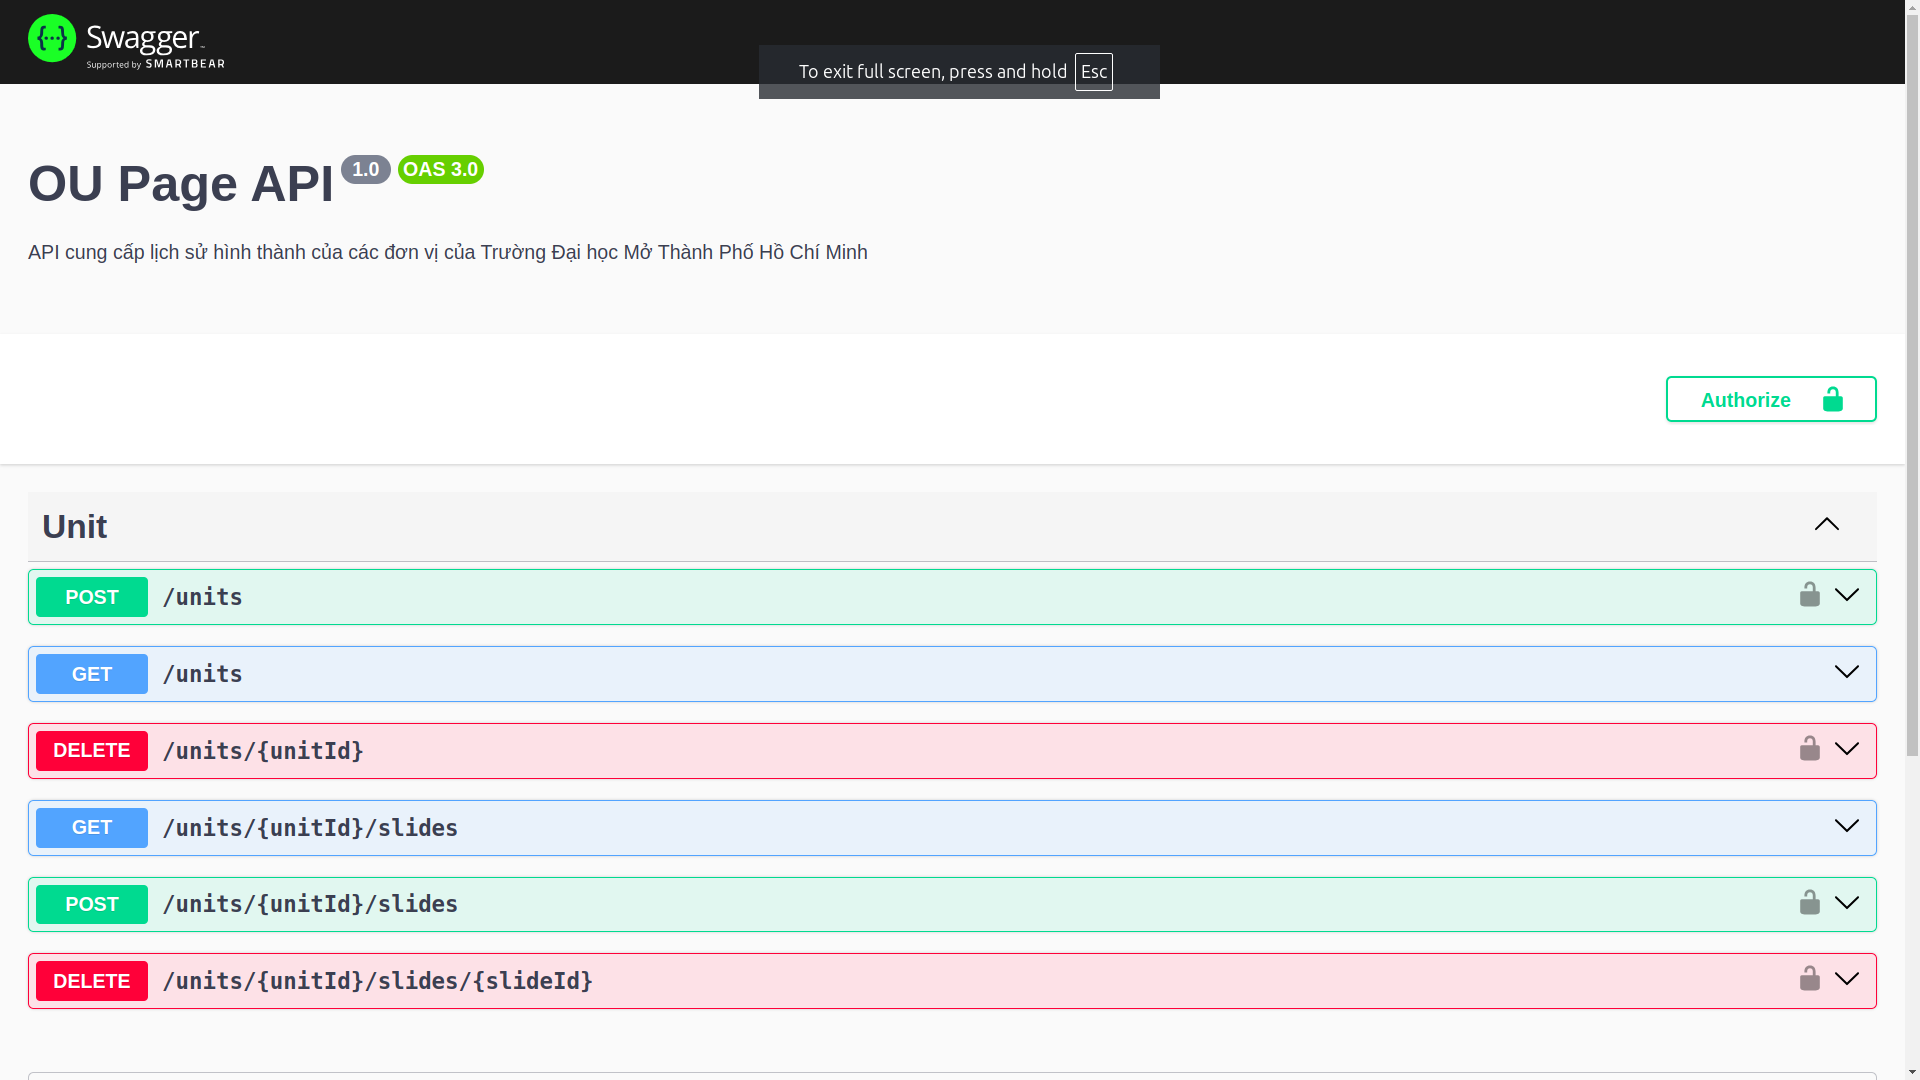 Swagger
Supported by SMARTBEAR
To exit full screen, press and hold Esc
OU Page API 1.0 OAS 3.0
API cung cấp lịch sử hình thành của các đơn vị của Trường Đại học Mở Thành Phố Hồ Chí Minh
Authorize
Unit
POST /units
GET /units
DELETE /units/{unitId}
GET /units/{unitId}/slides
POST /units/{unitId}/slides
DELETE /units/{unitId}/slides/{slideId}